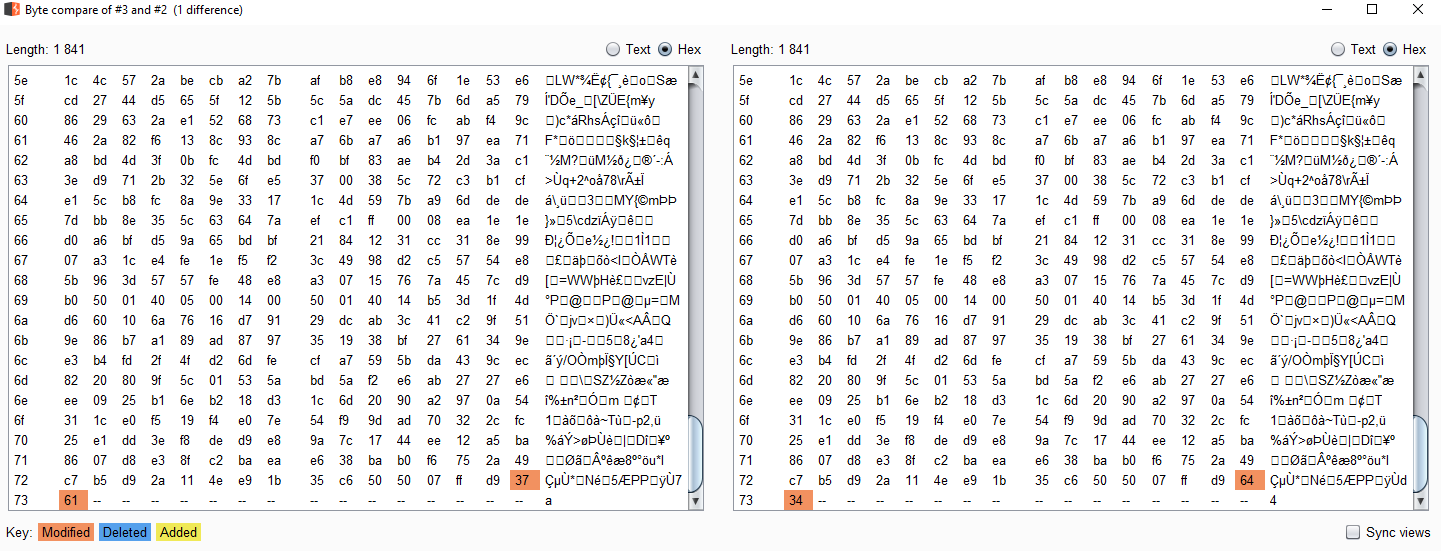 Byte compare of #3 and #2 (1 difference)
Length: 1 841
Text Hex
5e 1c 4c 57 2a be cb a2 7b af b8 e8 94 6f 1e 53 e6 □LW*¾Ë¢{¯¸è□o□Sæ
5f cd 27 44 d5 65 5f 12 5b 5c 5a dc 45 7b 6d a5 79 Í'DÕe_□[\ZÜE{m¥y
60 86 29 63 2a e1 52 68 73 c1 e7 ee 06 fc ab f4 9c □)c*áRhsÁçî□ü«ô□
61 46 2a 82 f6 13 8c 93 8c a7 6b a7 a6 b1 97 ea 71 F*□ö□□□□§k§¦±□êq
62 a8 bd 4d 3f 0b fc 4d bd f0 bf 83 ae b4 2d 3a c1 ¨½M?□üM½ð¿□®´-:Á
63 3e d9 71 2b 32 5e 6f e5 37 00 38 5c 72 c3 b1 cf >Ùq+2^oå78\rÃ±Ï
64 e1 5c b8 fc 8a 9e 33 17 1c 4d 59 7b a9 6d de de á\¸ü□□3□□MY{©mÞÞ
65 7d bb 8e 35 5c 63 64 7a ef c1 ff 00 08 ea 1e 1e }»□5\cdzïÁÿ□ê□□
66 d0 a6 bf d5 9a 65 bd bf 21 84 12 31 cc 31 8e 99 Ð¦¿Õ□e½¿!□□1Ì1□□
67 07 a3 1c e4 fe 1e f5 f2 3c 49 98 d2 c5 57 54 e8 □£□äþ□õò<I□ÒÅWTè
68 5b 96 3d 57 57 fe 48 e8 a3 07 15 76 7a 45 7c d9 [□=WWþHè£□□vzE|Ù
69 b0 50 01 40 05 00 14 00 50 01 40 14 b5 3d 1f 4d °P□@□□P□@□µ=□M
6a d6 60 10 6a 76 16 d7 91 29 dc ab 3c 41 c2 9f 51 Ö`□jv□×□)Ü«<AÂ□Q
6b 9e 86 b7 a1 89 ad 87 97 35 19 38 bf 27 61 34 9e □□·¡□-□□5□8¿'a4□
6c e3 b4 fd 2f 4f d2 6d fe cf a7 59 5b da 43 9c ec ã´ý/OÒmþÏ§Y[ÚC□ì
6d 82 20 80 9f 5c 01 53 5a bd 5a f2 e6 ab 27 27 e6 □ □□\□SZ½Zòæ«''æ
6e ee 09 25 b1 6e b2 18 d3 1c 6d 20 90 a2 97 0a 54 î%±n²□Ó□m □¢□T
6f 31 1c e0 f5 19 f4 e0 7e 54 f9 9d ad 70 32 2c fc 1□àõ□ôà~Tù□-p2,ü
70 25 e1 dd 3e f8 de d9 e8 9a 7c 17 44 ee 12 a5 ba %áÝ>øÞÙè□|□Dî□¥º
71 86 07 d8 e3 8f c2 ba ea e6 38 ba b0 f6 75 2a 49 □□Øã□Âºêæ8º°öu*I
72 c7 b5 d9 2a 11 4e e9 1b 35 c6 50 50 07 ff d9 37 ÇµÙ*□Né□5ÆPP□ÿÙ7
73 61 -- -- -- -- -- -- -- -- -- -- -- -- -- -- -- a
Length: 1 841
Text Hex
5e 1c 4c 57 2a be cb a2 7b af b8 e8 94 6f 1e 53 e6 □LW*¾Ë¢{¯¸è□o□Sæ
5f cd 27 44 d5 65 5f 12 5b 5c 5a dc 45 7b 6d a5 79 Í'DÕe_□[\ZÜE{m¥y
60 86 29 63 2a e1 52 68 73 c1 e7 ee 06 fc ab f4 9c □)c*áRhsÁçî□ü«ô□
61 46 2a 82 f6 13 8c 93 8c a7 6b a7 a6 b1 97 ea 71 F*□ö□□□□§k§¦±□êq
62 a8 bd 4d 3f 0b fc 4d bd f0 bf 83 ae b4 2d 3a c1 ¨½M?□üM½ð¿□®´-:Á
63 3e d9 71 2b 32 5e 6f e5 37 00 38 5c 72 c3 b1 cf >Ùq+2^oå78\rÃ±Ï
64 e1 5c b8 fc 8a 9e 33 17 1c 4d 59 7b a9 6d de de á\¸ü□□3□□MY{©mÞÞ
65 7d bb 8e 35 5c 63 64 7a ef c1 ff 00 08 ea 1e 1e }»□5\cdzïÁÿ□ê□□
66 d0 a6 bf d5 9a 65 bd bf 21 84 12 31 cc 31 8e 99 Ð¦¿Õ□e½¿!□□1Ì1□□
67 07 a3 1c e4 fe 1e f5 f2 3c 49 98 d2 c5 57 54 e8 □£□äþ□õò<I□ÒÅWTè
68 5b 96 3d 57 57 fe 48 e8 a3 07 15 76 7a 45 7c d9 [□=WWþHè£□□vzE|Ù
69 b0 50 01 40 05 00 14 00 50 01 40 14 b5 3d 1f 4d °P□@□□P□@□µ=□M
6a d6 60 10 6a 76 16 d7 91 29 dc ab 3c 41 c2 9f 51 Ö`□jv□×□)Ü«<AÂ□Q
6b 9e 86 b7 a1 89 ad 87 97 35 19 38 bf 27 61 34 9e □□·¡□-□□5□8¿'a4□
6c e3 b4 fd 2f 4f d2 6d fe cf a7 59 5b da 43 9c ec ã´ý/OÒmþÏ§Y[ÚC□ì
6d 82 20 80 9f 5c 01 53 5a bd 5a f2 e6 ab 27 27 e6 □ □□\□SZ½Zòæ«''æ
6e ee 09 25 b1 6e b2 18 d3 1c 6d 20 90 a2 97 0a 54 î%±n²□Ó□m □¢□T
6f 31 1c e0 f5 19 f4 e0 7e 54 f9 9d ad 70 32 2c fc 1□àõ□ôà~Tù□-p2,ü
70 25 e1 dd 3e f8 de d9 e8 9a 7c 17 44 ee 12 a5 ba %áÝ>øÞÙè□|□Dî□¥º
71 86 07 d8 e3 8f c2 ba ea e6 38 ba b0 f6 75 2a 49 □□Øã□Âºêæ8º°öu*I
72 c7 b5 d9 2a 11 4e e9 1b 35 c6 50 50 07 ff d9 64 ÇµÙ*□Né□5ÆPP□ÿÙd
73 34 -- -- -- -- -- -- -- -- -- -- -- -- -- -- -- 4
Key: Modified Deleted Added
Sync views